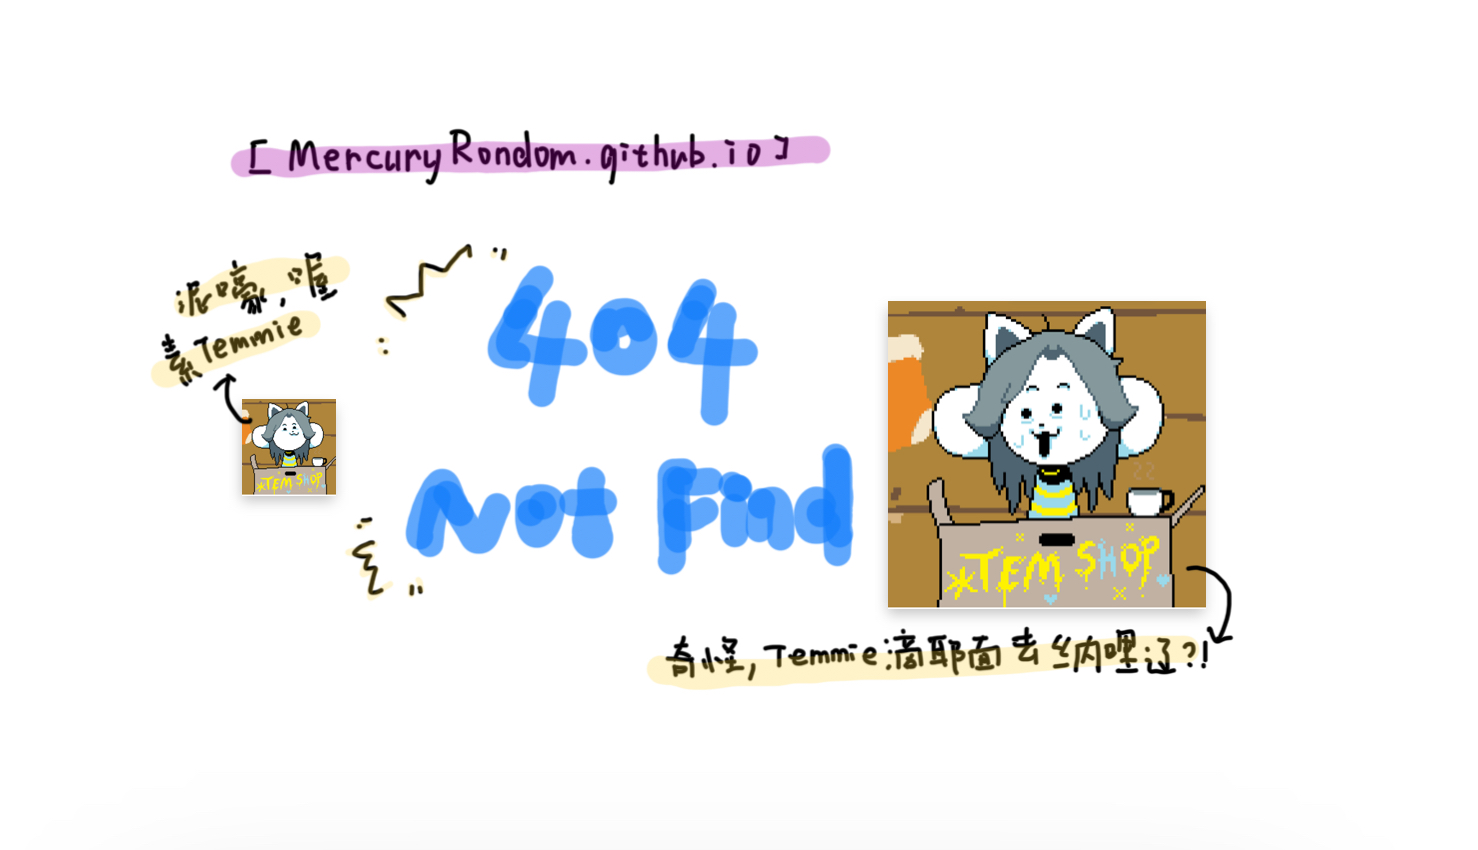 [ MercuryRondom.github.io ]
泥嚎,喔
素Temmie
*TEM SHOP
404
Not Find
*TEM SHOP
奇怪,Temmie滴耶面去纳哩辽?!